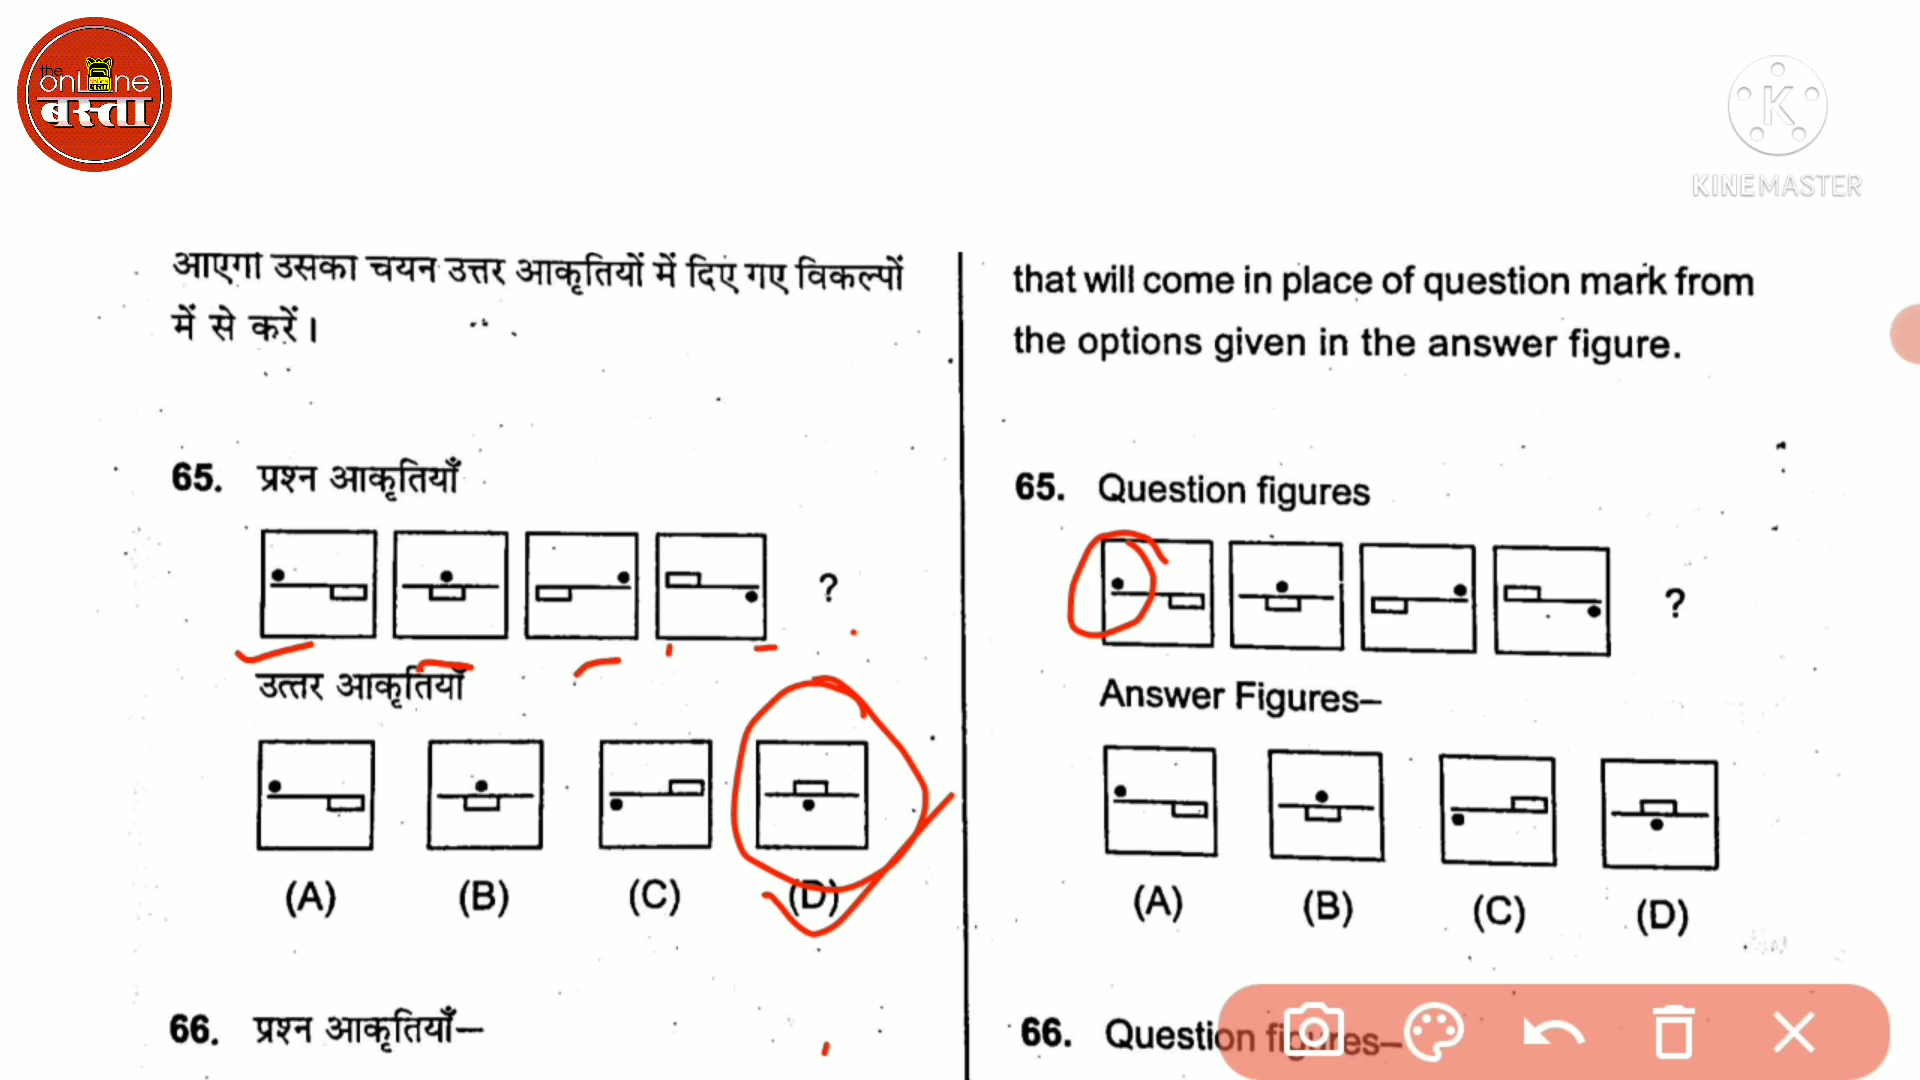 the
onLine
बस्ता
K
KINEMASTER
आएगा उसका चयन उत्तर आकृतियों में दिए गए विकल्पों
में से करें।
65. प्रश्न आकृतियाँ
?
उत्तर आकृतियाँ
(A) (B) (C) (D)
66. प्रश्न आकृतियाँ–
that will come in place of question mark from
the options given in the answer figure.
65. Question figures
?
Answer Figures–
(A) (B) (C) (D)
66. Question figures–